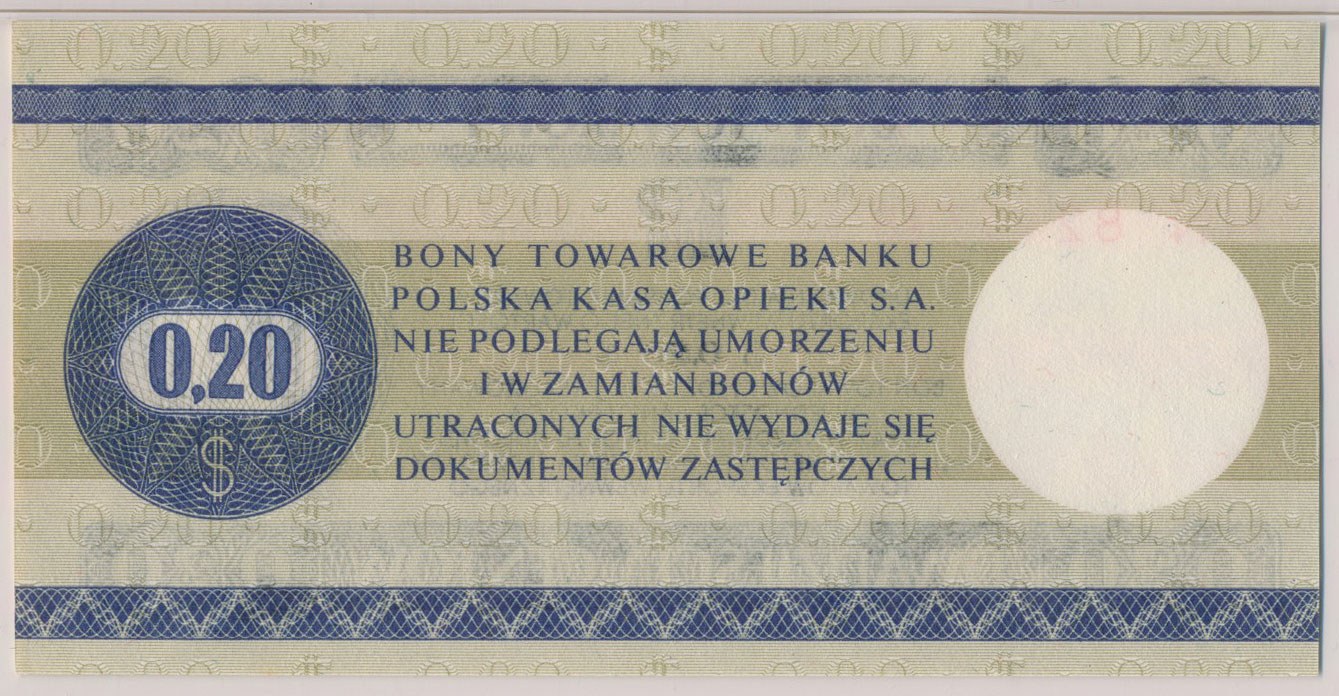 BONY TOWAROWE BANKU
POLSKA KASA OPIEKI S.A.
NIE PODLEGAJĄ UMORZENIU
I W ZAMIAN BONÓW
UTRACONYCH NIE WYDAJE SIĘ
DOKUMENTÓW ZASTĘPCZYCH
0,20
$